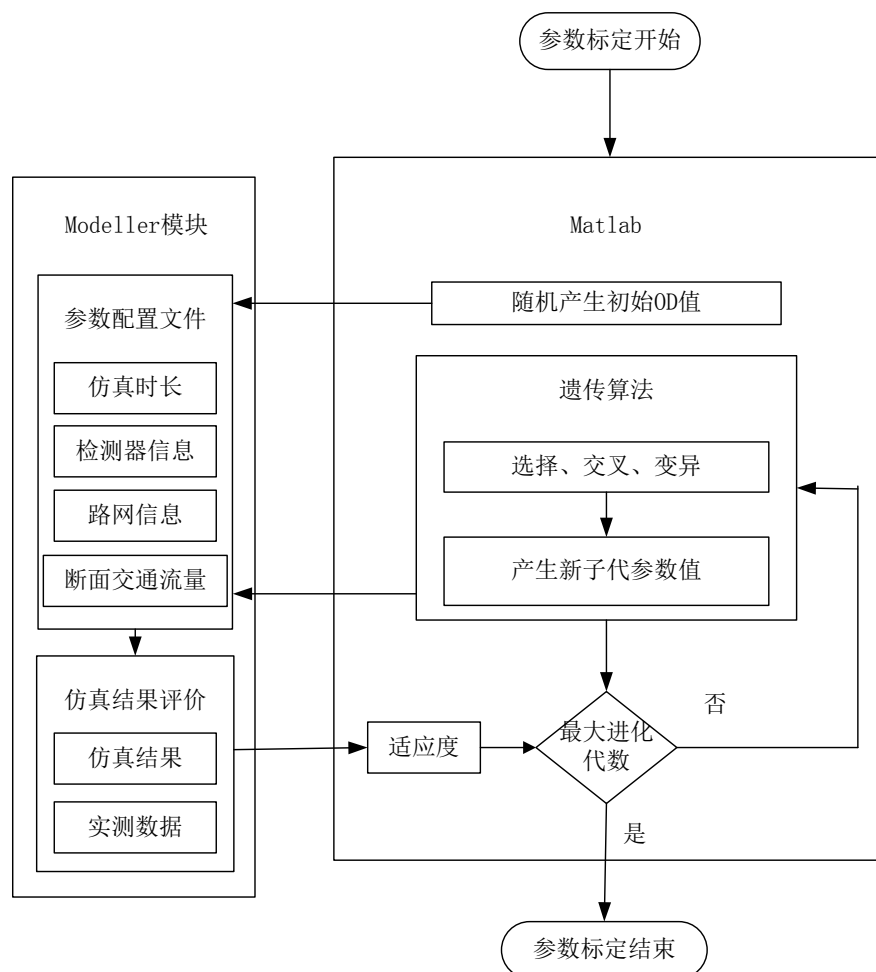 参数标定开始
Modeller模块
参数配置文件
仿真时长
检测器信息
路网信息
断面交通流量
仿真结果评价
仿真结果
实测数据
Matlab
随机产生初始OD值
遗传算法
选择、交叉、变异
产生新子代参数值
适应度
最大进化
代数
否
是
参数标定结束